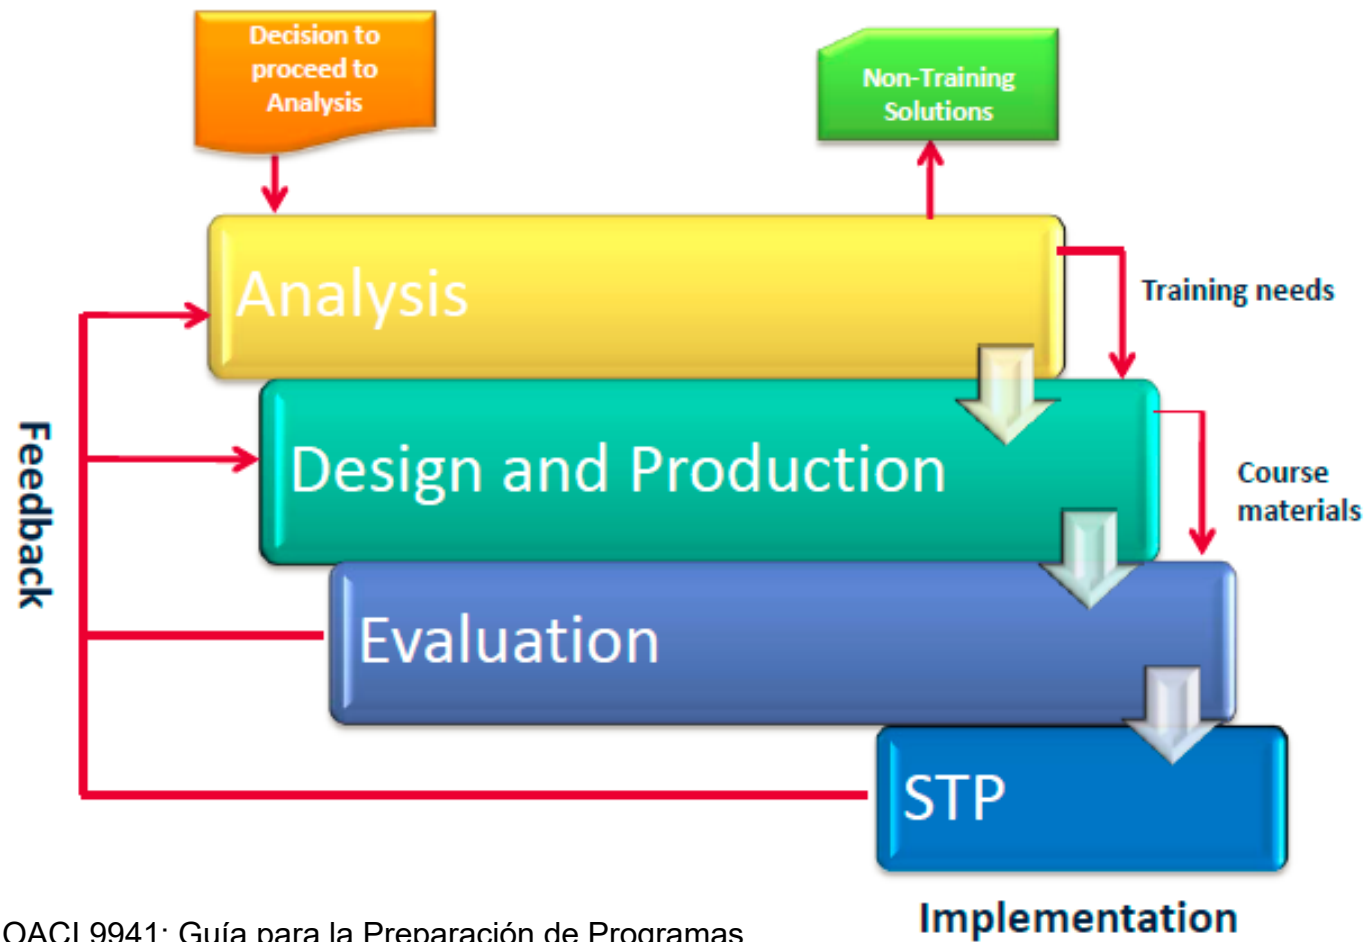 Decision to
proceed to
Analysis
Non-Training
Solutions
Analysis
Training needs
Design and Production
Course
materials
Feedback
Evaluation
STP
Implementation
OACI 9941: Guía para la Preparación de Programas